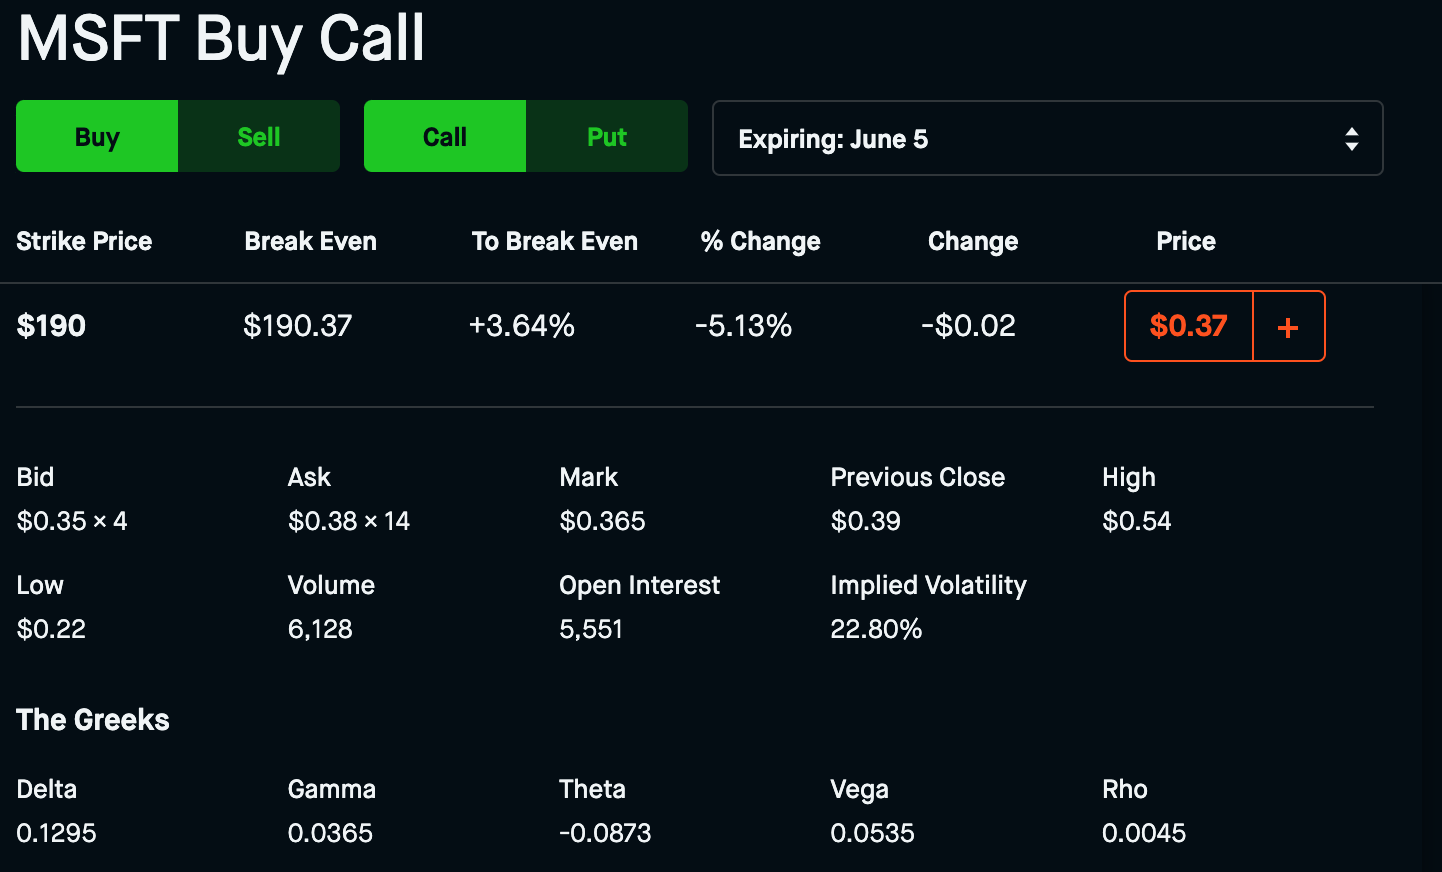 MSFT Buy Call
Buy Sell Call Put Expiring: June 5
Strike Price Break Even To Break Even % Change Change Price
$190 $190.37 +3.64% -5.13% -$0.02 $0.37 +
Bid Ask Mark Previous Close High
$0.35 × 4 $0.38 × 14 $0.365 $0.39 $0.54
Low Volume Open Interest Implied Volatility
$0.22 6,128 5,551 22.80%
The Greeks
Delta Gamma Theta Vega Rho
0.1295 0.0365 -0.0873 0.0535 0.0045